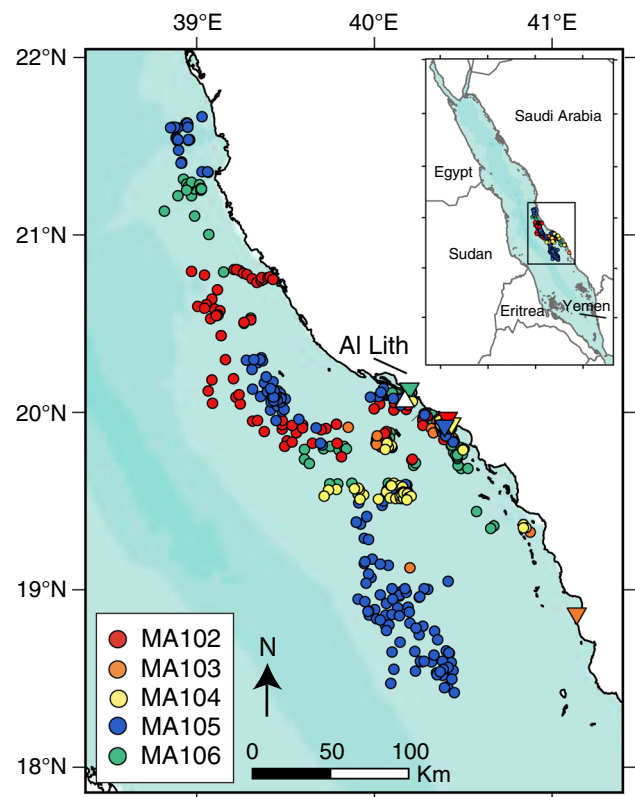 39°E 40°E 41°E
22°N
21°N
20°N
19°N
18°N
Saudi Arabia
Egypt
Sudan
Eritrea
Yemen
Al Lith
MA102
MA103
MA104
MA105
MA106
N
0 50 100
Km